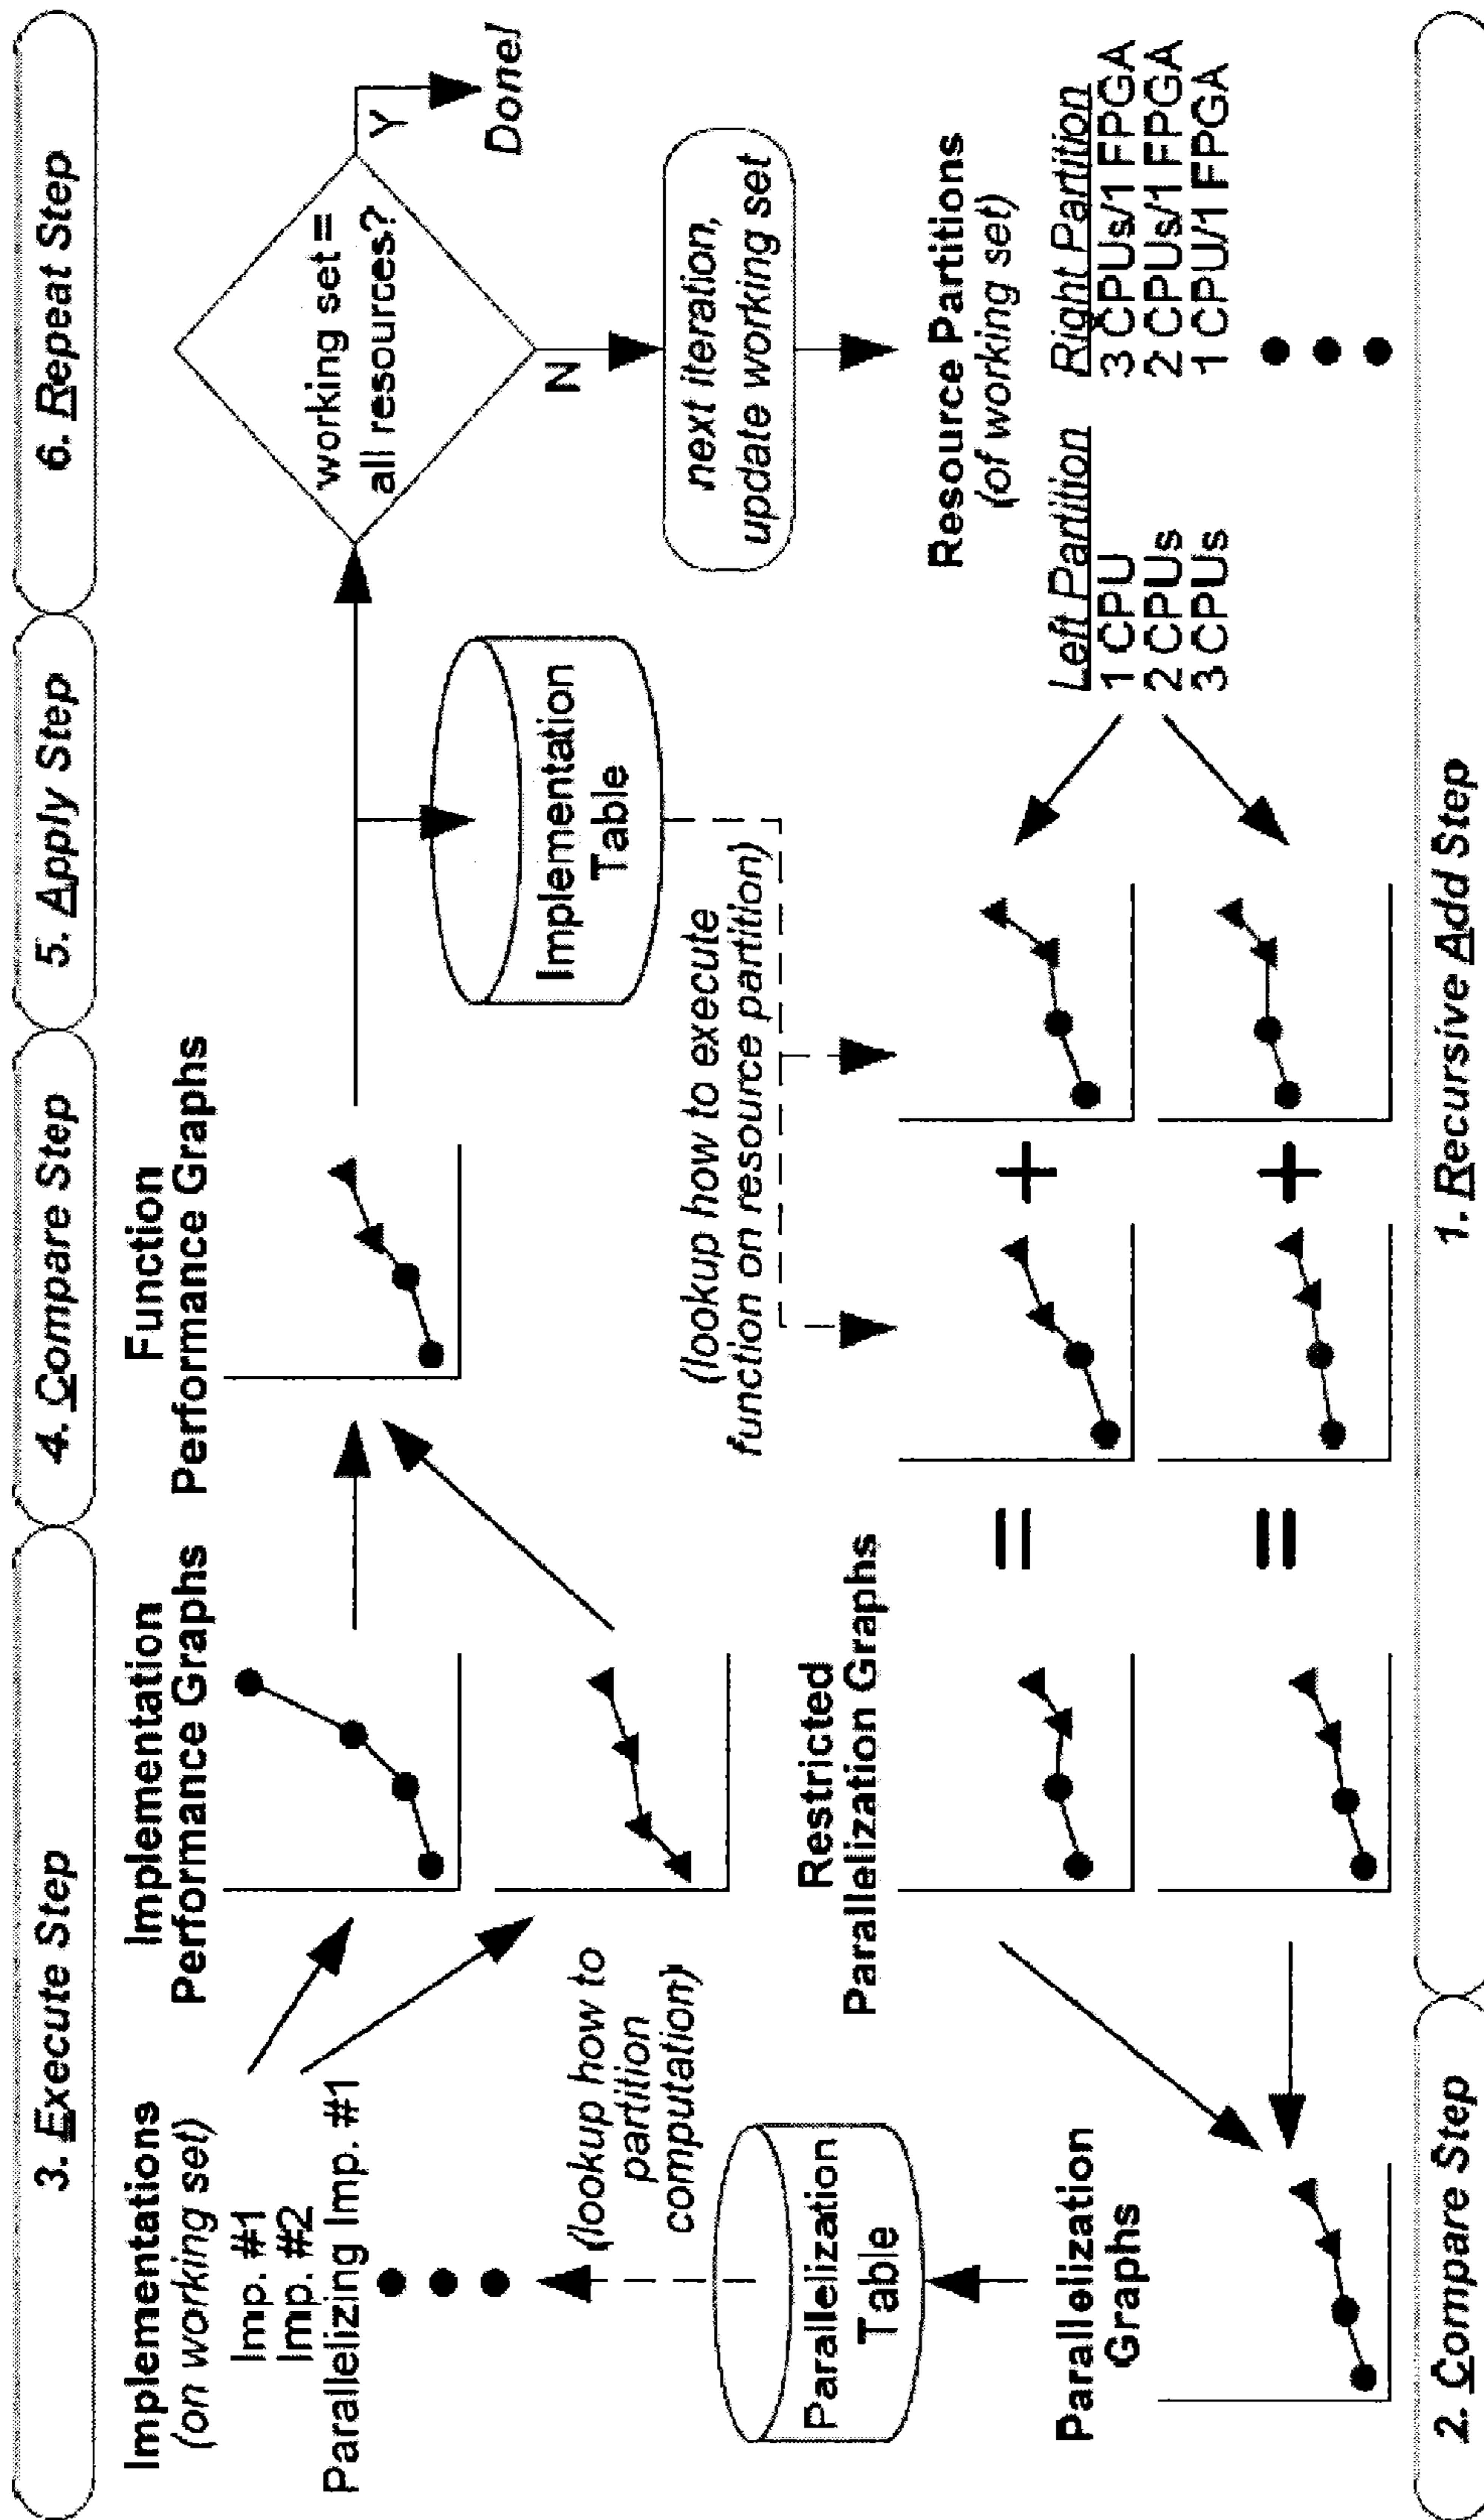 3. Execute Step
4. Compare Step
5. Apply Step
6. Repeat Step
Implementations
(on working set)
Imp. #1
Imp. #2
Parallelizing Imp. #1
Implementation
Performance Graphs
Function
Performance Graphs
working set =
all resources?
Y
Done!
N
next iteration,
update working set
Implementation
Table
(lookup how to
partition
computation)
(lookup how to execute
function on resource partition)
Parallelization
Table
Parallelization
Graphs
Restricted
Parallelization Graphs
=
+
=
+
Resource Partitions
(of working set)
Left Partition
1 CPU
2 CPUs
3 CPUs
Right Partition
3 CPUs/1 FPGA
2 CPUs/1 FPGA
1 CPU/1 FPGA
2. Compare Step
1. Recursive Add Step